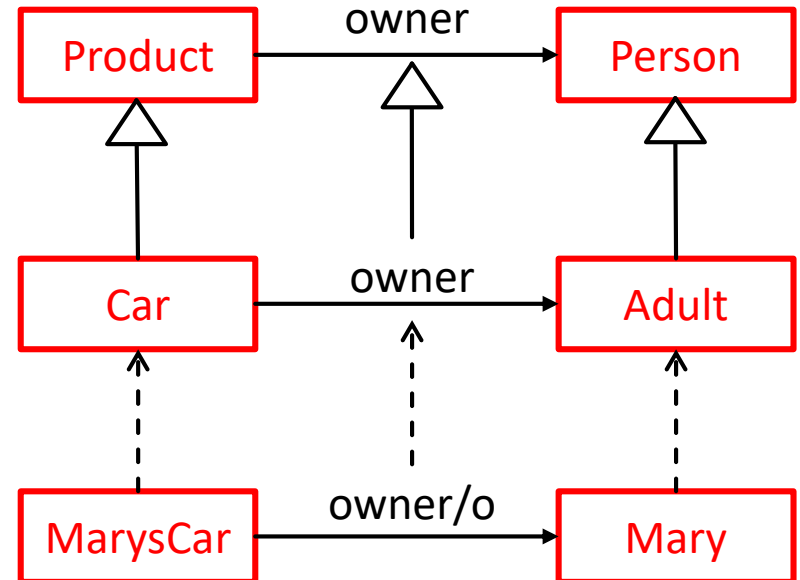 owner
Product
Person
owner
Car
Adult
owner/o
MarysCar
Mary